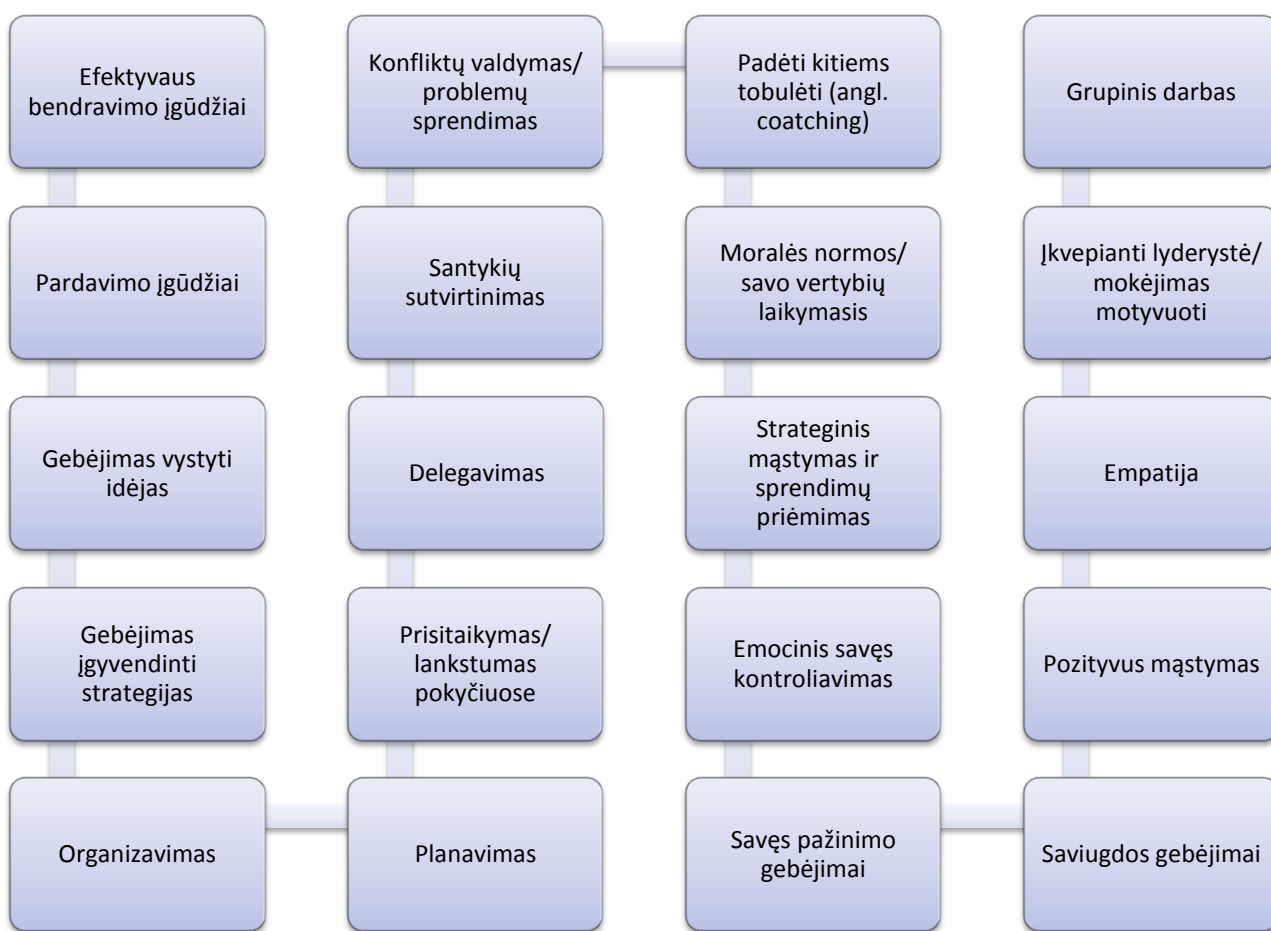 Efektyvaus
bendravimo įgūdžiai
Pardavimo įgūdžiai
Gebėjimas vystyti
idėjas
Gebėjimas
įgyvendinti
strategijas
Organizavimas
Planavimas
Prisitaikymas/
lankstumas
pokyčiuose
Delegavimas
Santykių
sutvirtinimas
Konfliktų valdymas/
problemų
sprendimas
Padėti kitiems
tobulėti (angl.
coatching)
Moralės normos/
savo vertybių
laikymasis
Strateginis
mąstymas ir
sprendimų
priėmimas
Emocinis savęs
kontroliavimas
Savęs pažinimo
gebėjimai
Saviugdos gebėjimai
Pozityvus mąstymas
Empatija
Įkvepianti lyderystė/
mokėjimas
motyvuoti
Grupinis darbas